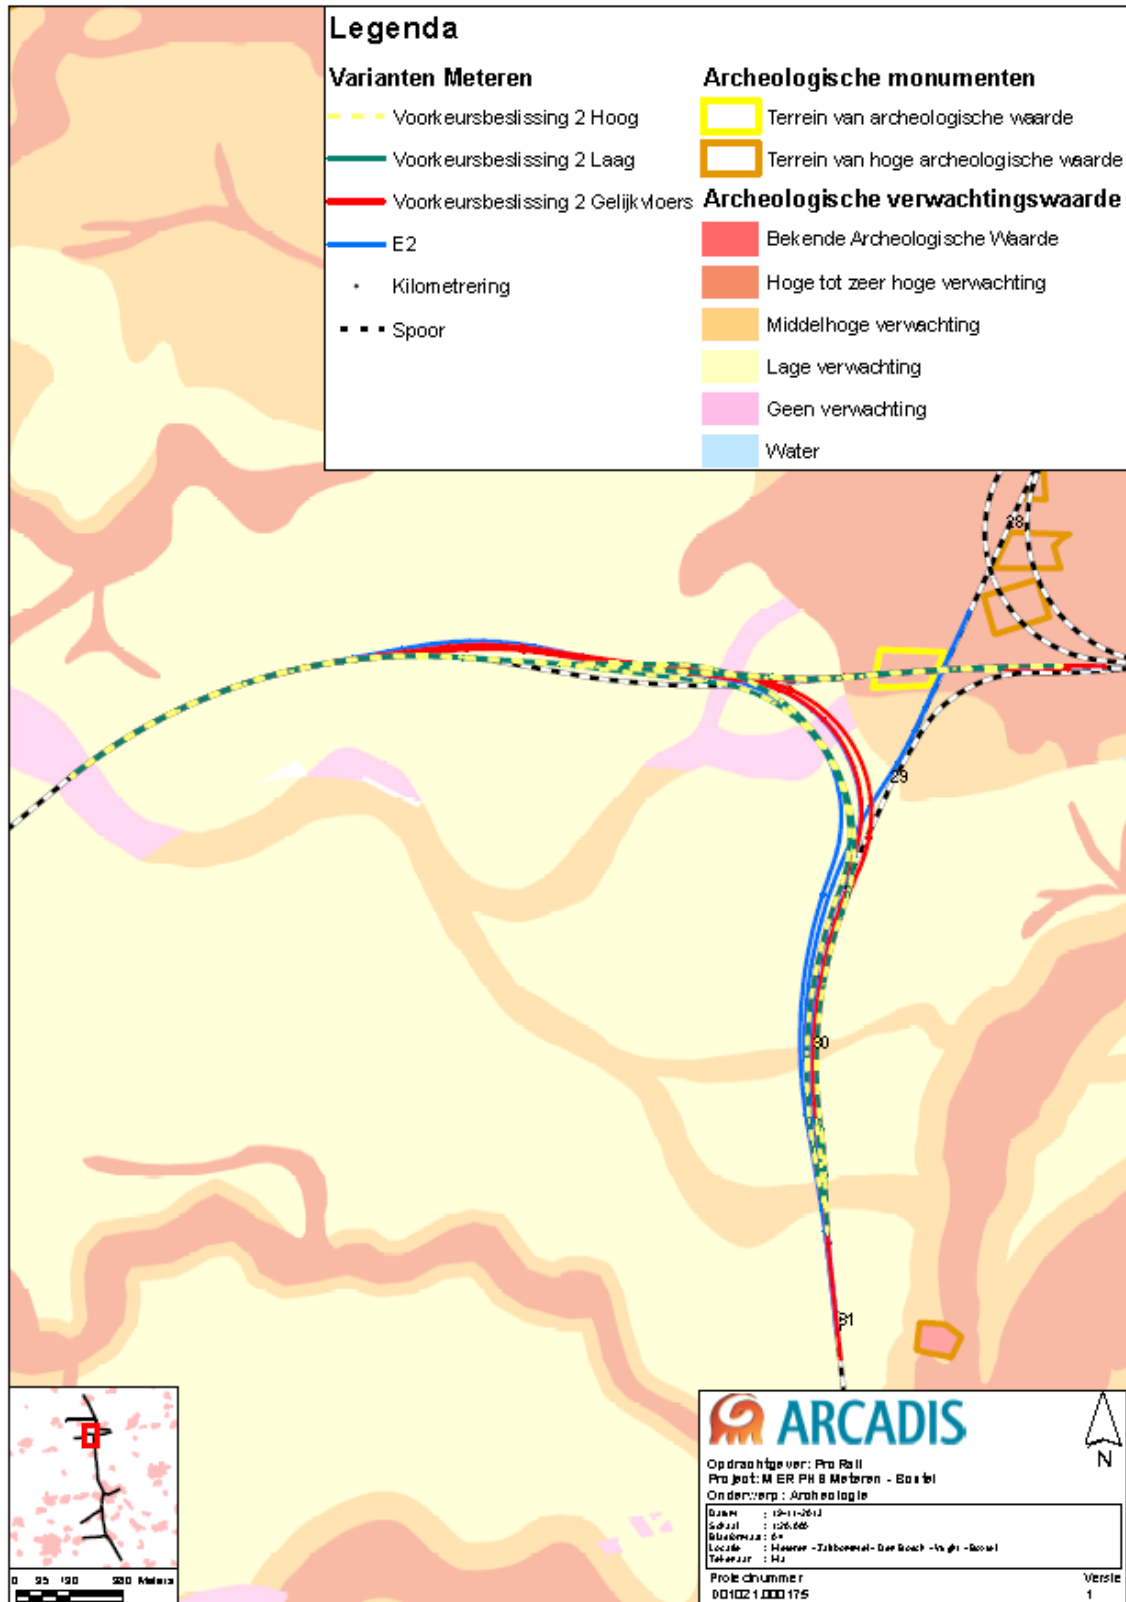 Legenda
Varianten Meteren
Voorkeursbeslissing 2 Hoog
Voorkeursbeslissing 2 Laag
Voorkeursbeslissing 2 Gelijkvloers
E2
Kilometrering
Spoor
Archeologische monumenten
Terrein van archeologische waarde
Terrein van hoge archeologische waarde
Archeologische verwachtingswaarde
Bekende Archeologische Waarde
Hoge tot zeer hoge verwachting
Middelhoge verwachting
Lage verwachting
Geen verwachting
Water
28
29
30
31
ARCADIS
N
Opdrachtgever: ProRail
Project: MER PHS Meteren - Boxtel
Onderwerp: Archeologie
Projectnummer
Versie
1
0
Meters